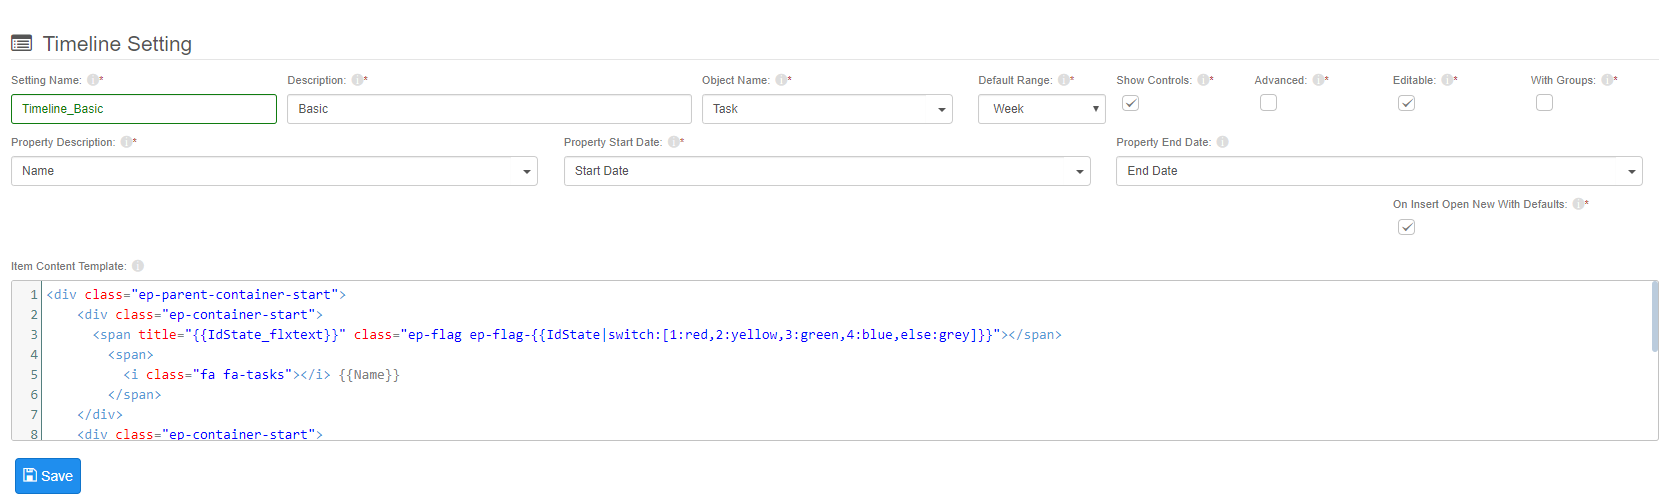 Timeline Setting
Setting Name: * Description: * Object Name: * Default Range: * Show Controls: * Advanced: * Editable: * With Groups: *
Timeline_Basic Basic Task Week
Property Description: * Property Start Date: * Property End Date:
Name Start Date End Date
On Insert Open New With Defaults: *
Item Content Template:
1 <div class="ep-parent-container-start">
2 <div class="ep-container-start">
3 <span title="{{IdState_flxtext}}" class="ep-flag ep-flag-{{IdState|switch:[1:red,2:yellow,3:green,4:blue,else:grey]}}"></span>
4 <span>
5 <i class="fa fa-tasks"></i> {{Name}}
6 </span>
7 </div>
8 <div class="ep-container-start">
Save